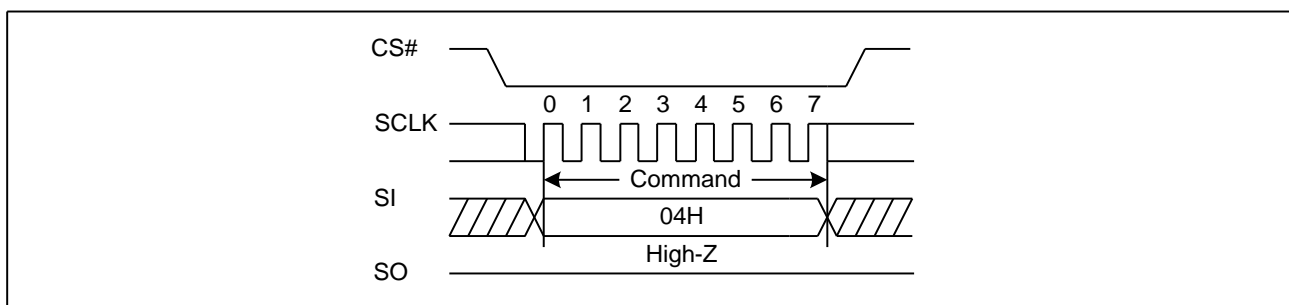 CS#
0 1 2 3 4 5 6 7
SCLK
Command
SI
04H
High-Z
SO